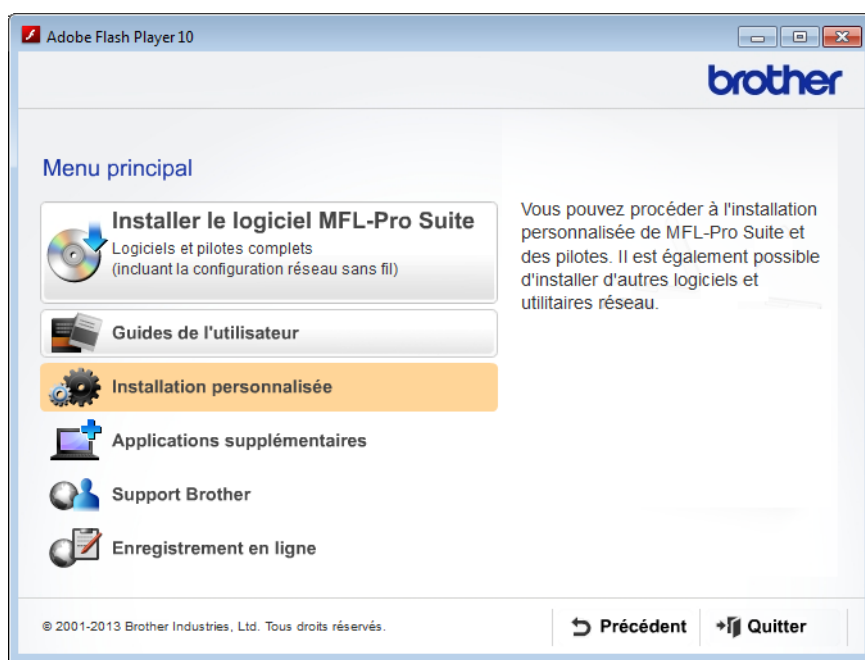 Adobe Flash Player 10
brother
Menu principal
Installer le logiciel MFL-Pro Suite
Logiciels et pilotes complets
(incluant la configuration réseau sans fil)
Guides de l'utilisateur
Installation personnalisée
Applications supplémentaires
Support Brother
Enregistrement en ligne
Vous pouvez procéder à l'installation
personnalisée de MFL-Pro Suite et
des pilotes. Il est également possible
d'installer d'autres logiciels et
utilitaires réseau.
© 2001-2013 Brother Industries, Ltd. Tous droits réservés.
Précédent
Quitter